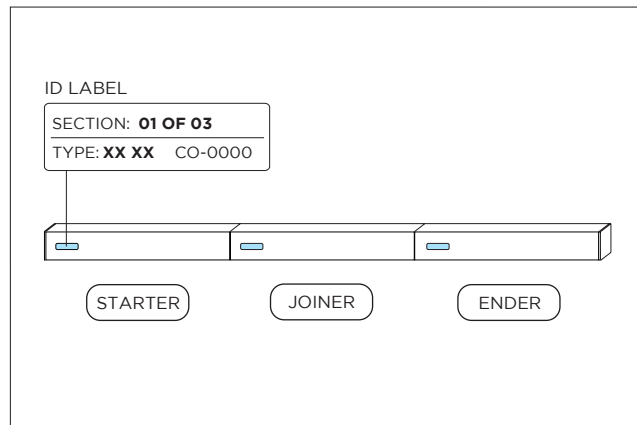 ID LABEL
SECTION: 01 OF 03
TYPE: XX XX CO-0000
STARTER
JOINER
ENDER